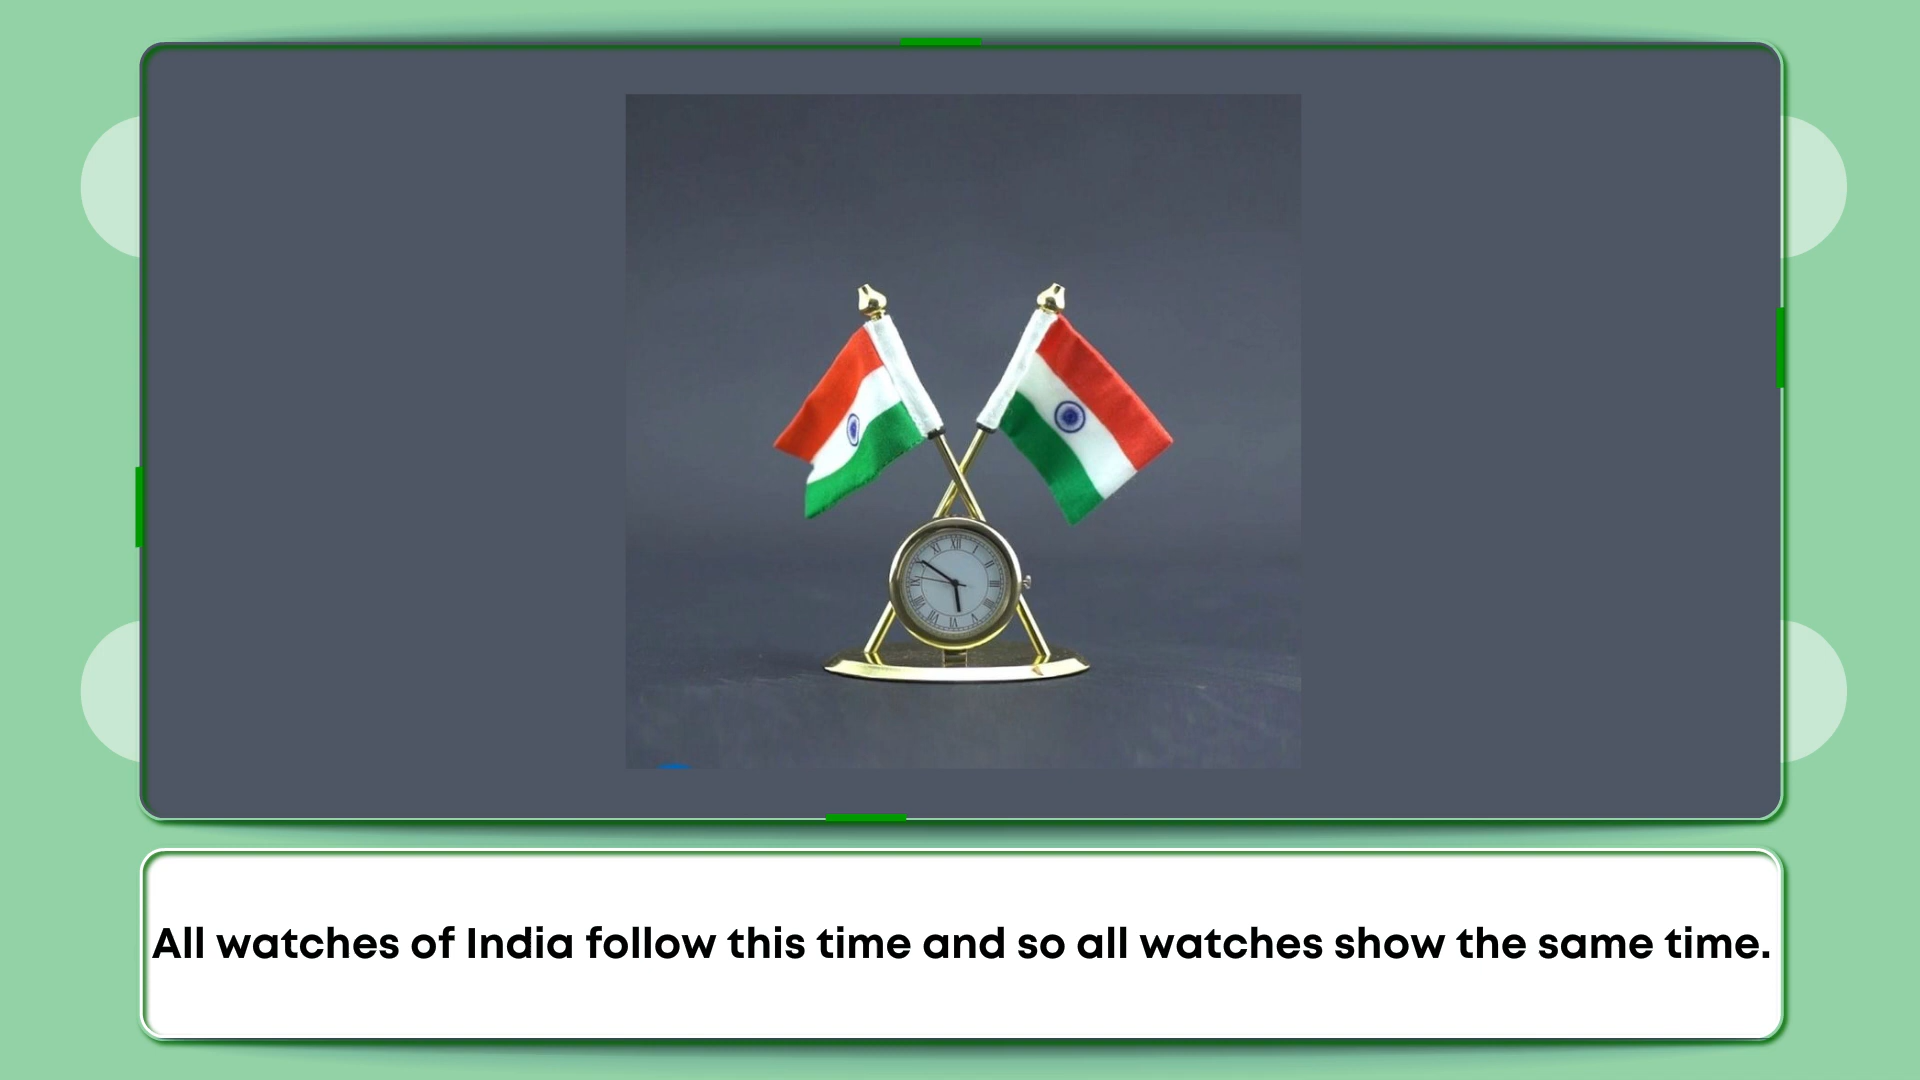 All watches of India follow this time and so all watches show the same time.